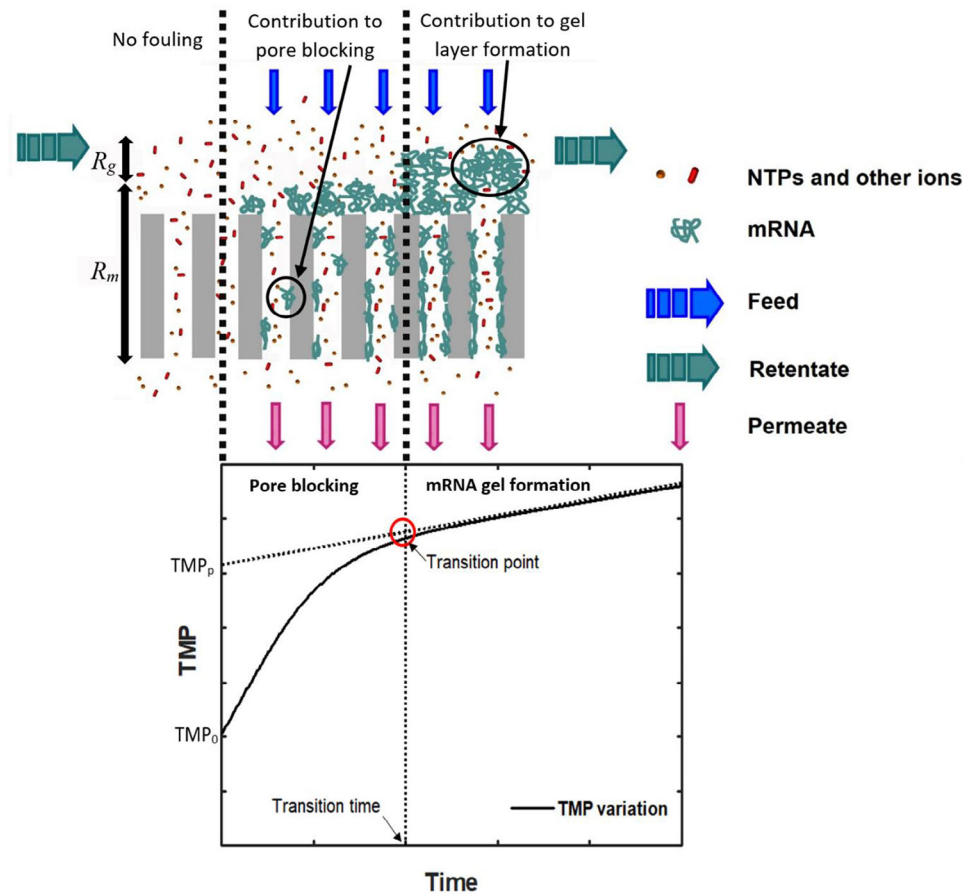 No fouling
Contribution to
pore blocking
Contribution to gel
layer formation
Rg
Rm
NTPs and other ions
mRNA
Feed
Retentate
Permeate
Pore blocking
mRNA gel formation
TMPp
Transition point
TMP
TMP0
Transition time
TMP variation
Time